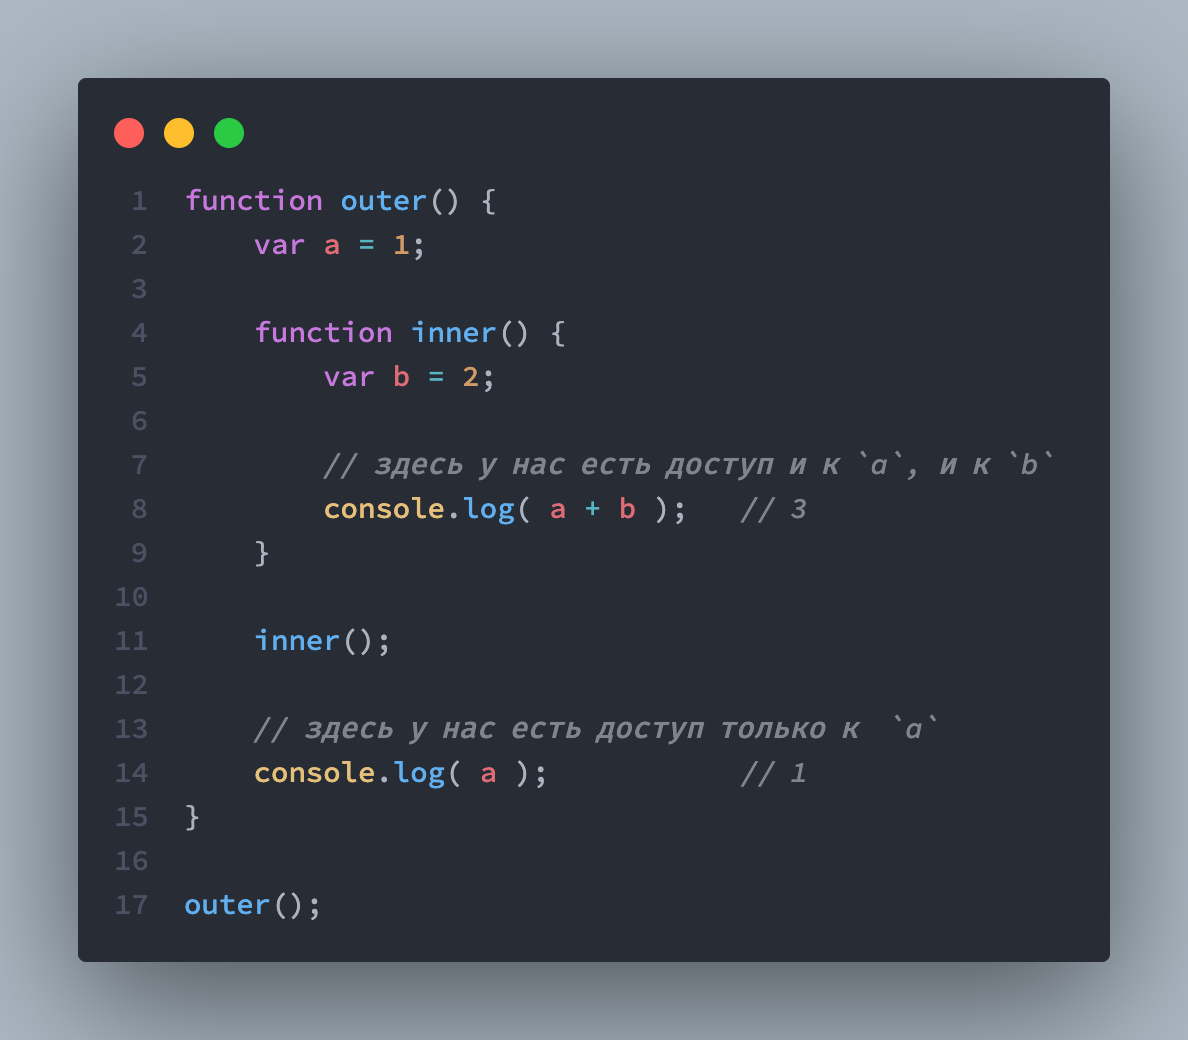 1 function outer() {
2     var a = 1;
3
4     function inner() {
5         var b = 2;
6
7         // здесь у нас есть доступ и к `a`, и к `b`
8         console.log( a + b );   // 3
9     }
10
11     inner();
12
13     // здесь у нас есть доступ только к  `a`
14     console.log( a );           // 1
15 }
16
17 outer();